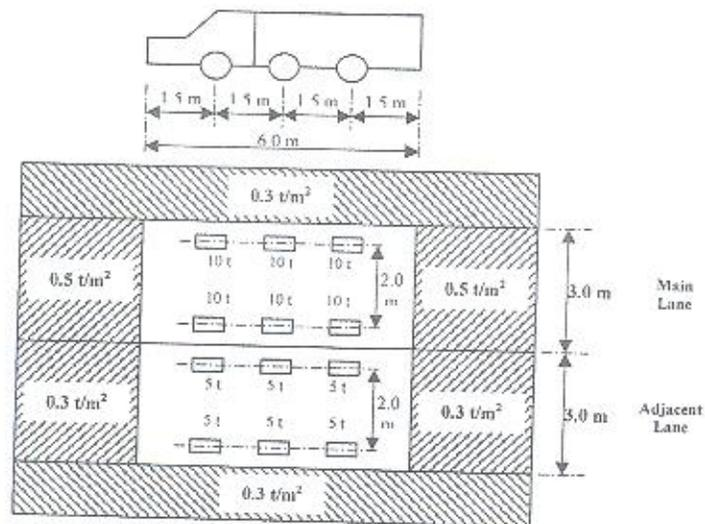 1.5 m 1.5 m 1.5 m 1.5 m
6.0 m
0.3 t/m²
10 t 10 t 10 t
0.5 t/m² 2.0 m 0.5 t/m² 3.0 m Main Lane
10 t 10 t 10 t
5 t 5 t 5 t
0.3 t/m² 2.0 m 0.3 t/m² 3.0 m Adjacent Lane
5 t 5 t 5 t
0.3 t/m²